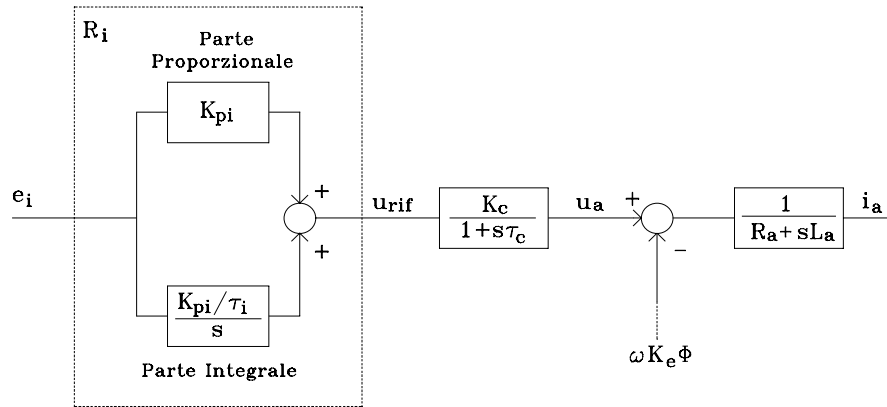 R_i
Parte
Proporzionale
K_pi
e_i
+
+
u_rif
K_c
1+sτ_c
u_a
+
−
1
R_a+sL_a
i_a
K_pi/τ_i
s
Parte Integrale
ωK_eΦ